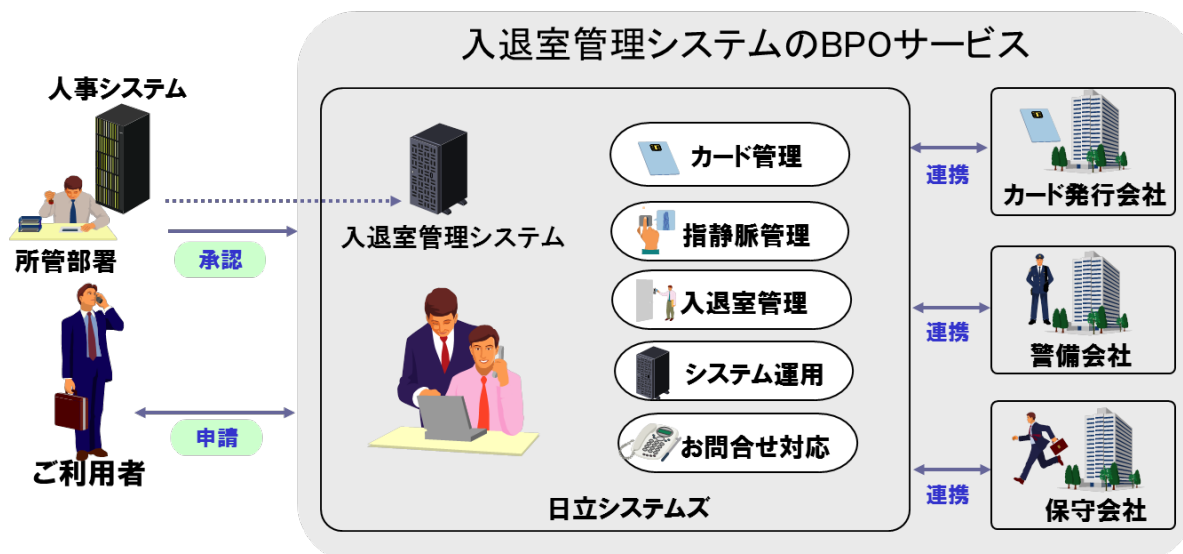 入退室管理システムのBPOサービス
人事システム
所管部署
承認
ご利用者
申請
入退室管理システム
カード管理
指静脈管理
入退室管理
システム運用
お問合せ対応
日立システムズ
連携
カード発行会社
連携
警備会社
連携
保守会社